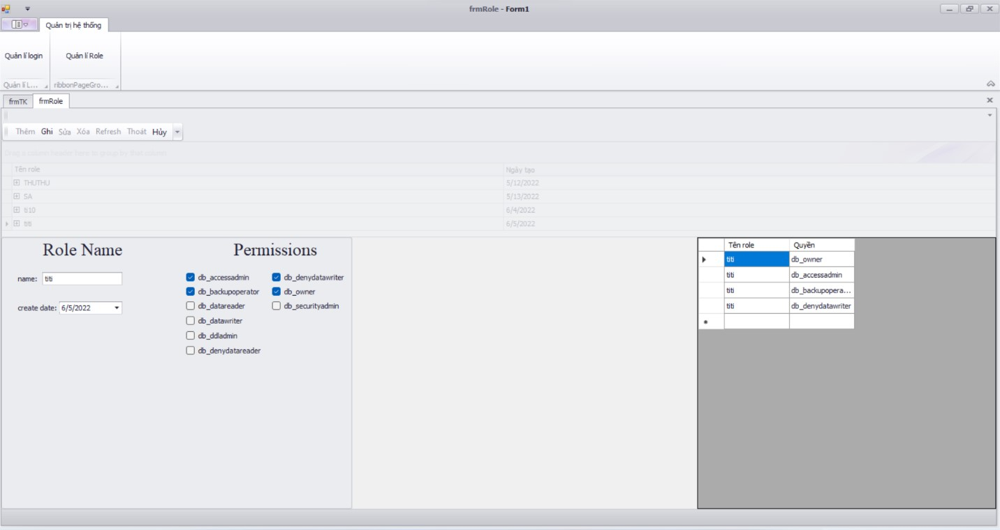 frmRole - Form1
Quản trị hệ thống
Quản lí login
Quản lí Role
Quản lí L...
ribbonPageGro...
frmTK
frmRole
Thêm Ghi Sửa Xóa Refresh Thoát Hủy
Drag a column header here to group by that column
Tên role Ngày tạo
THUTHU 5/12/2022
SA 5/13/2022
ti10 6/4/2022
titi 6/5/2022
Role Name
name: titi
create date: 6/5/2022
Permissions
db_accessadmin db_denydatawriter
db_backupoperator db_owner
db_datareader db_securityadmin
db_datawriter
db_ddladmin
db_denydatareader
Tên role Quyền
titi db_owner
titi db_accessadmin
titi db_backupopera...
titi db_denydatawriter